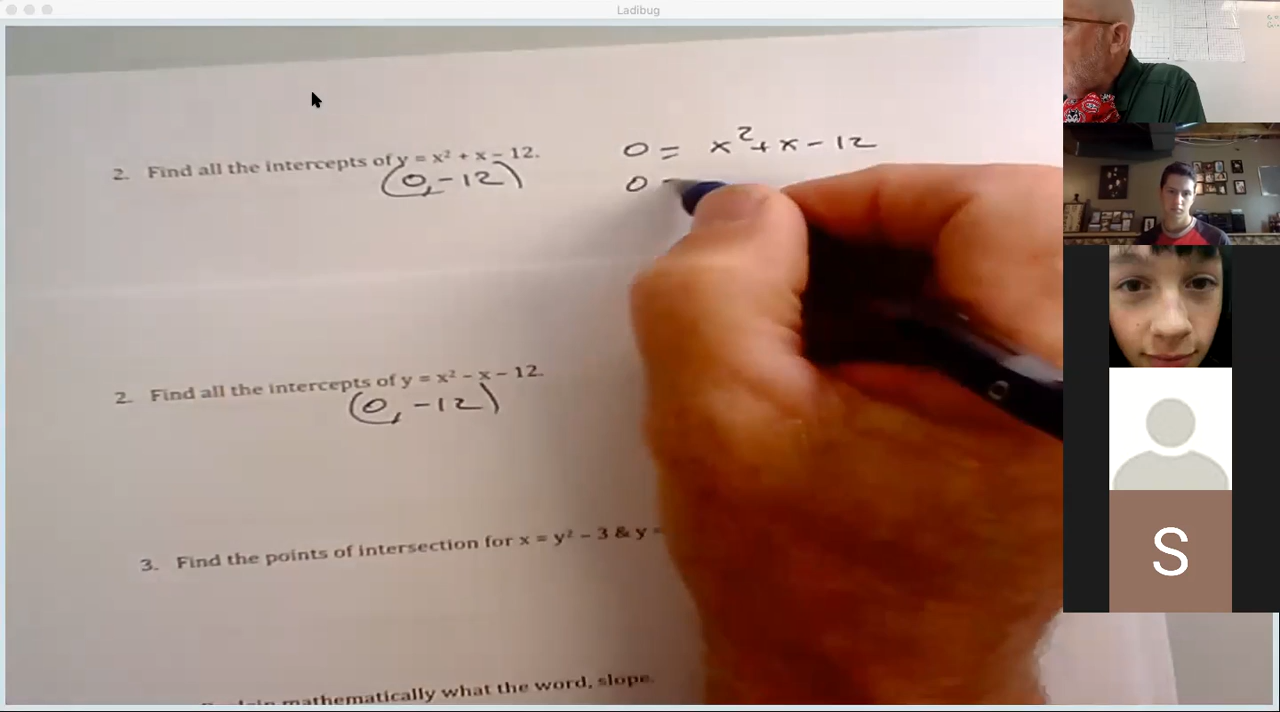 Ladibug
2. Find all the intercepts of y = x² + x - 12.
(0, -12)
0 = x² + x - 12
0 =
2. Find all the intercepts of y = x² - x - 12.
(0, -12)
3. Find the points of intersection for x = y² - 3 & y =
mathematically what the word, slope.
S